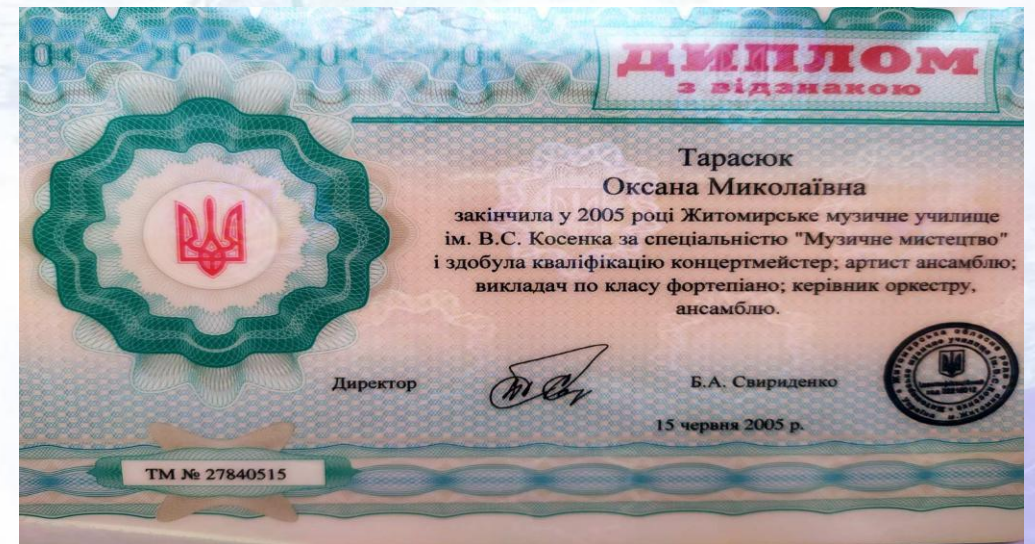 ДИПЛОМ
з відзнакою
Тарасюк
Оксана Миколаївна
закінчила у 2005 році Житомирське музичне училище
ім. В.С. Косенка за спеціальністю "Музичне мистецтво"
і здобула кваліфікацію концертмейстер; артист ансамблю;
викладач по класу фортепіано; керівник оркестру,
ансамблю.
Директор
Б.А. Свириденко
15 червня 2005 р.
ТМ № 27840515